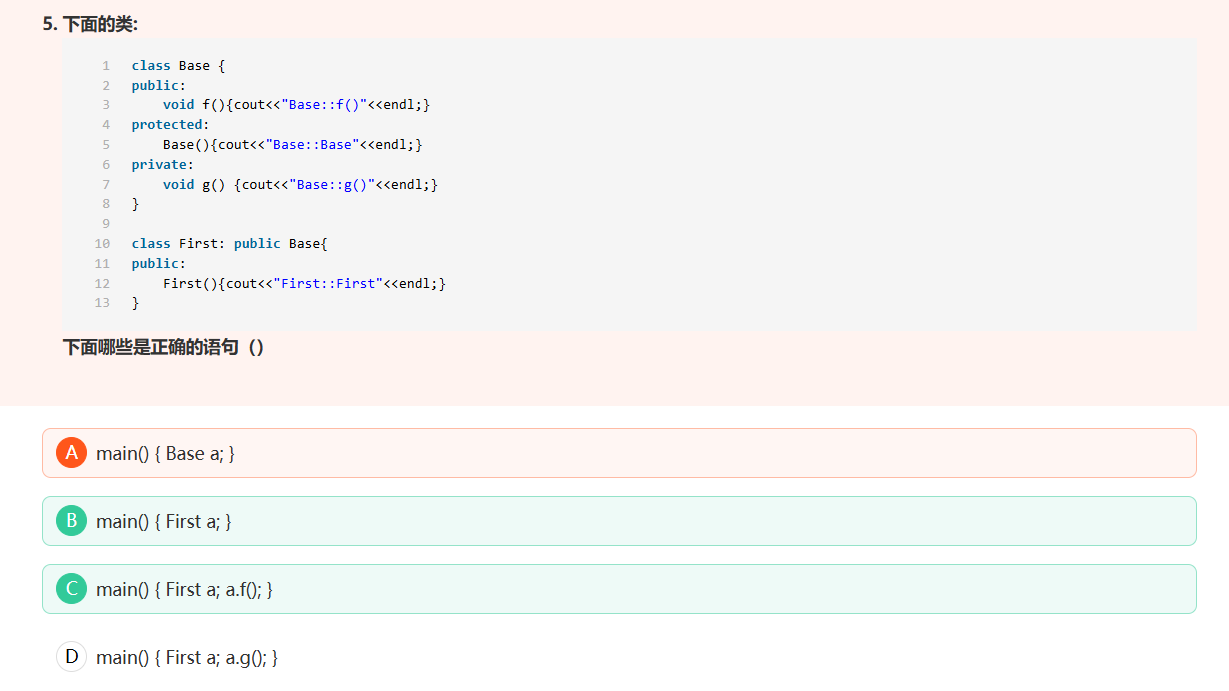 5. 下面的类:
1 class Base {
2 public:
3 void f(){cout<<"Base::f()"<<endl;}
4 protected:
5 Base(){cout<<"Base::Base"<<endl;}
6 private:
7 void g() {cout<<"Base::g()"<<endl;}
8 }
9
10 class First: public Base{
11 public:
12 First(){cout<<"First::First"<<endl;}
13 }
下面哪些是正确的语句（）
A main() { Base a; }
B main() { First a; }
C main() { First a; a.f(); }
D main() { First a; a.g(); }